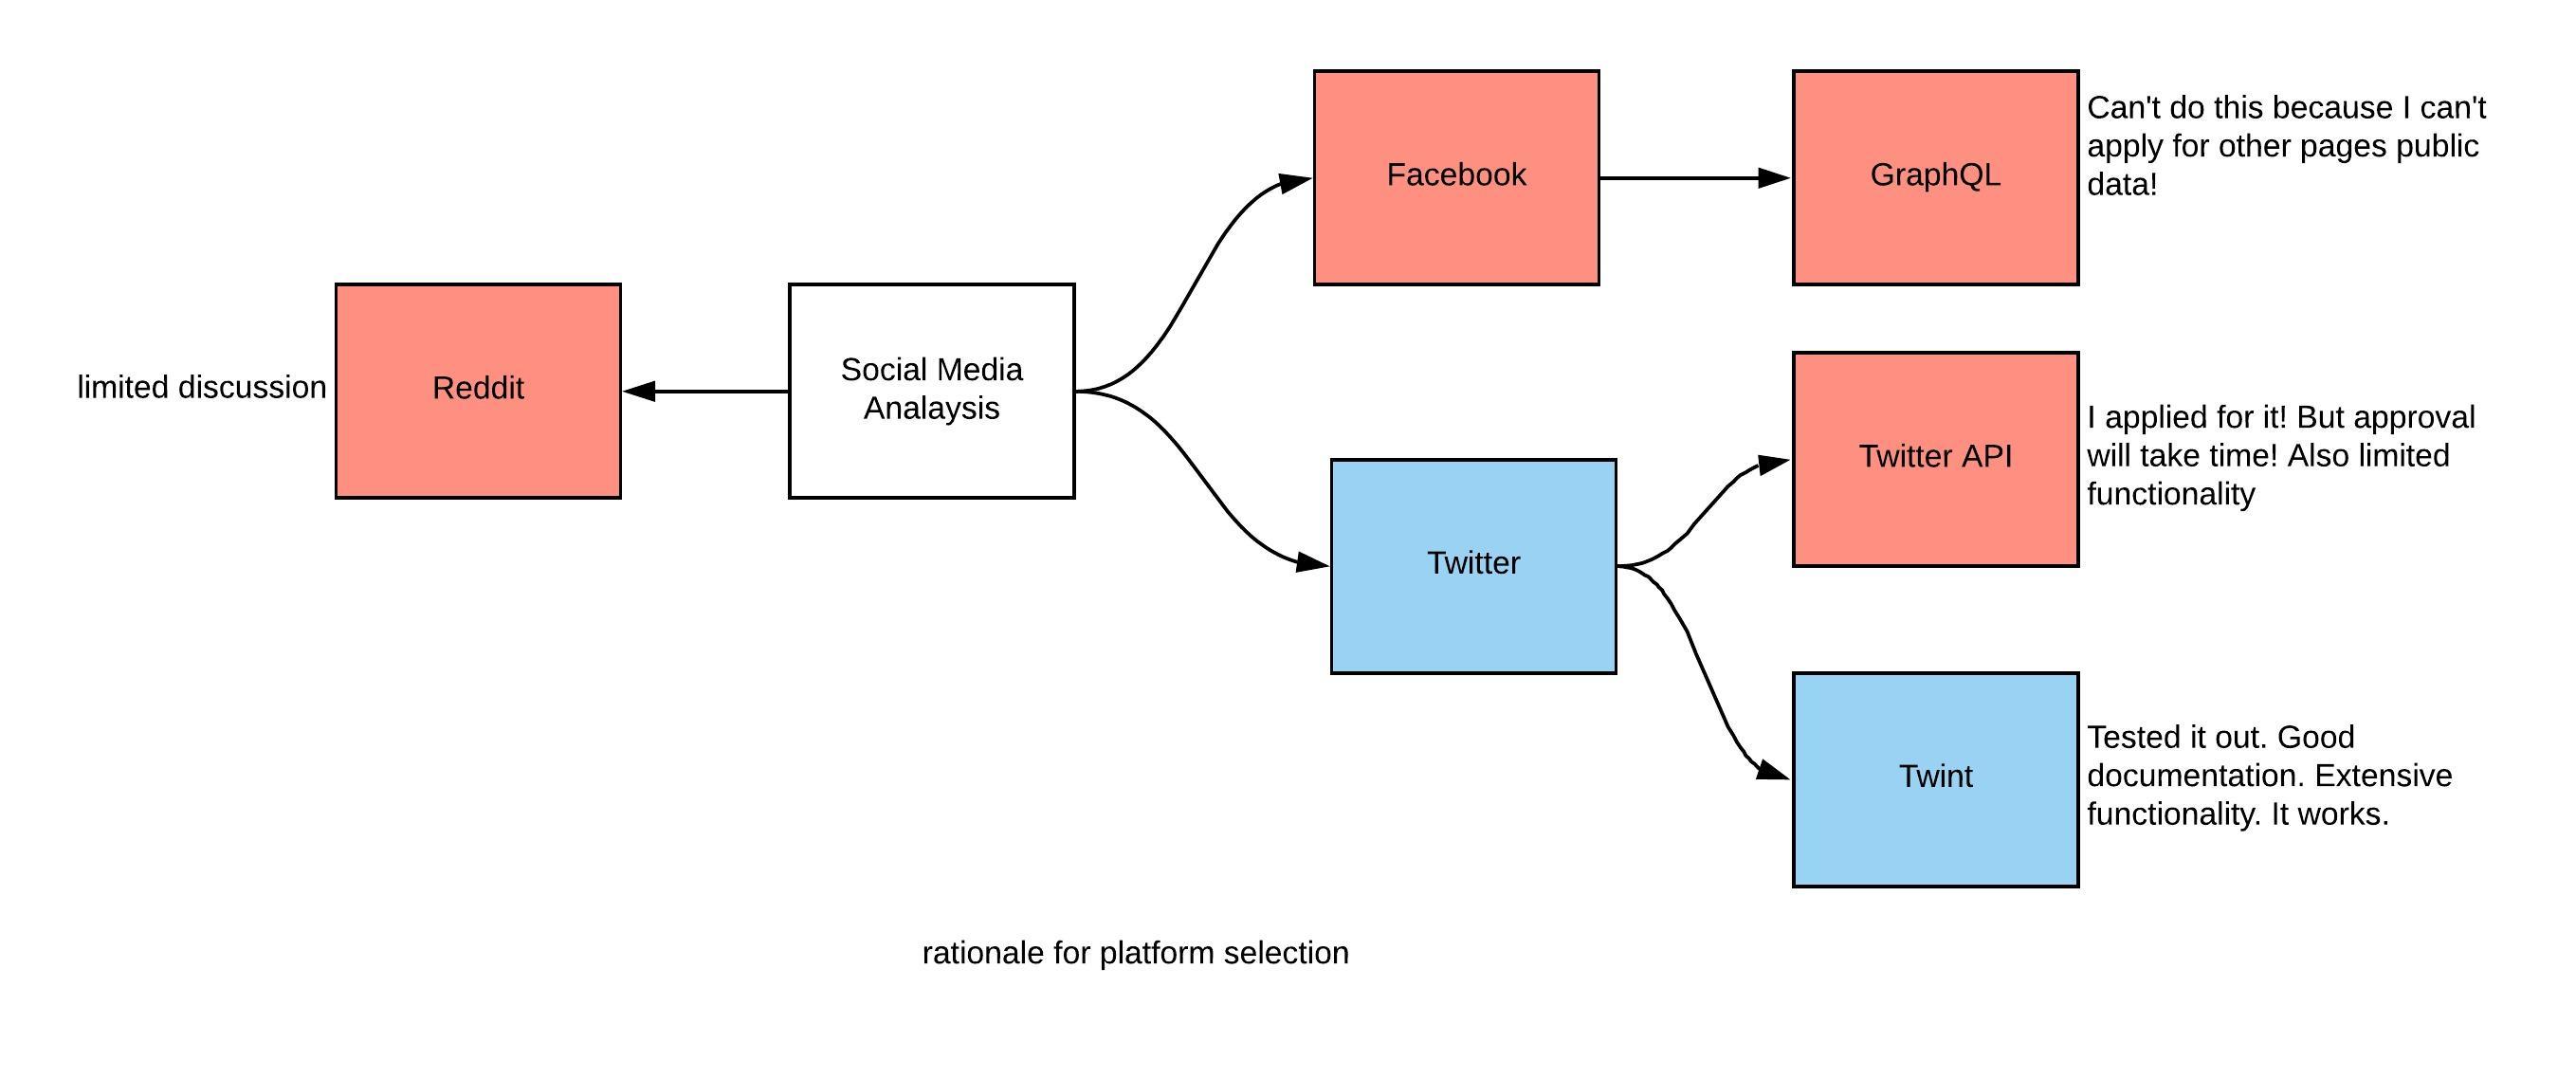 limited discussion
Reddit
Social Media
Analaysis
Facebook
GraphQL
Can't do this because I can't
apply for other pages public
data!
Twitter
Twitter API
I applied for it! But approval
will take time! Also limited
functionality
Twint
Tested it out. Good
documentation. Extensive
functionality. It works.
rationale for platform selection